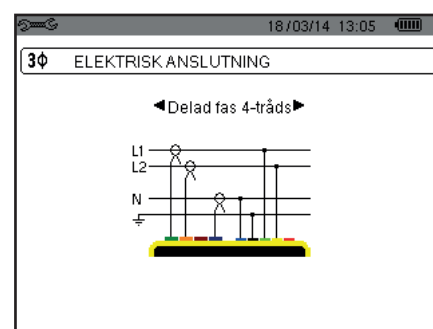 18/03/14 13:05
3Φ ELEKTRISK ANSLUTNING
◄Delad fas 4-tråds►
L1
L2
N